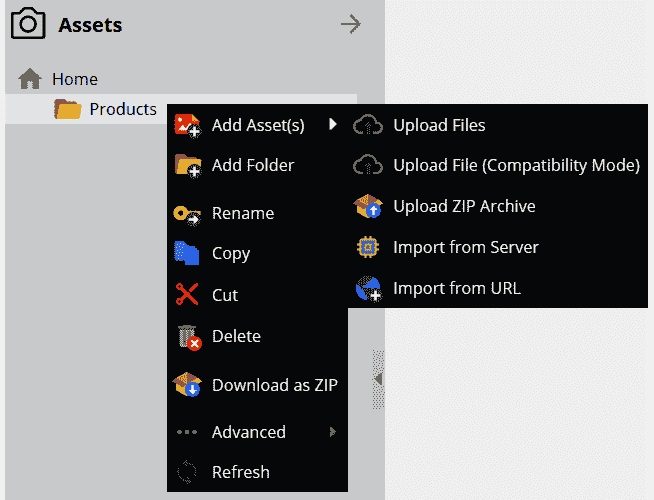 Assets
Home
Products
Add Asset(s)
Add Folder
Rename
Copy
Cut
Delete
Download as ZIP
Advanced
Refresh
Upload Files
Upload File (Compatibility Mode)
Upload ZIP Archive
Import from Server
Import from URL